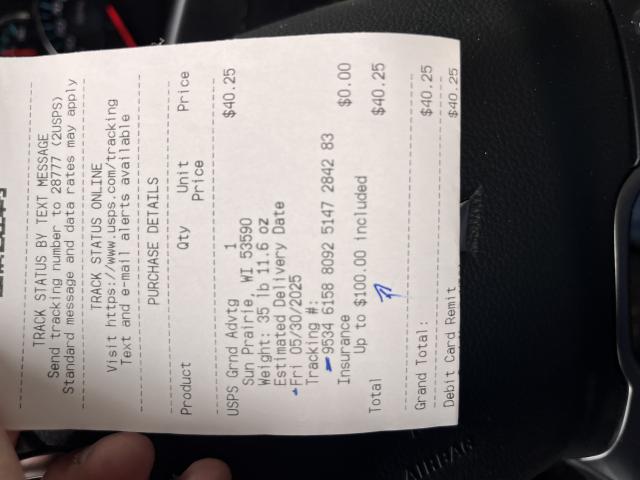 TRACK STATUS BY TEXT MESSAGE
Send tracking number to 28777 (2USPS)
Standard message and data rates may apply
TRACK STATUS ONLINE
Visit https://www.usps.com/tracking
Text and e-mail alerts available
PURCHASE DETAILS
Product Qty Unit Price Price
USPS Grnd Advtg 1 $40.25
Sun Prairie, WI 53590
Weight: 35 lb 11.6 oz
Estimated Delivery Date
Fri 05/30/2025
Tracking #:
9534 6158 8092 5147 2842 83
Insurance $0.00
Up to $100.00 included
Total $40.25
Grand Total: $40.25
Debit Card Remit $40.25
AIRBAG